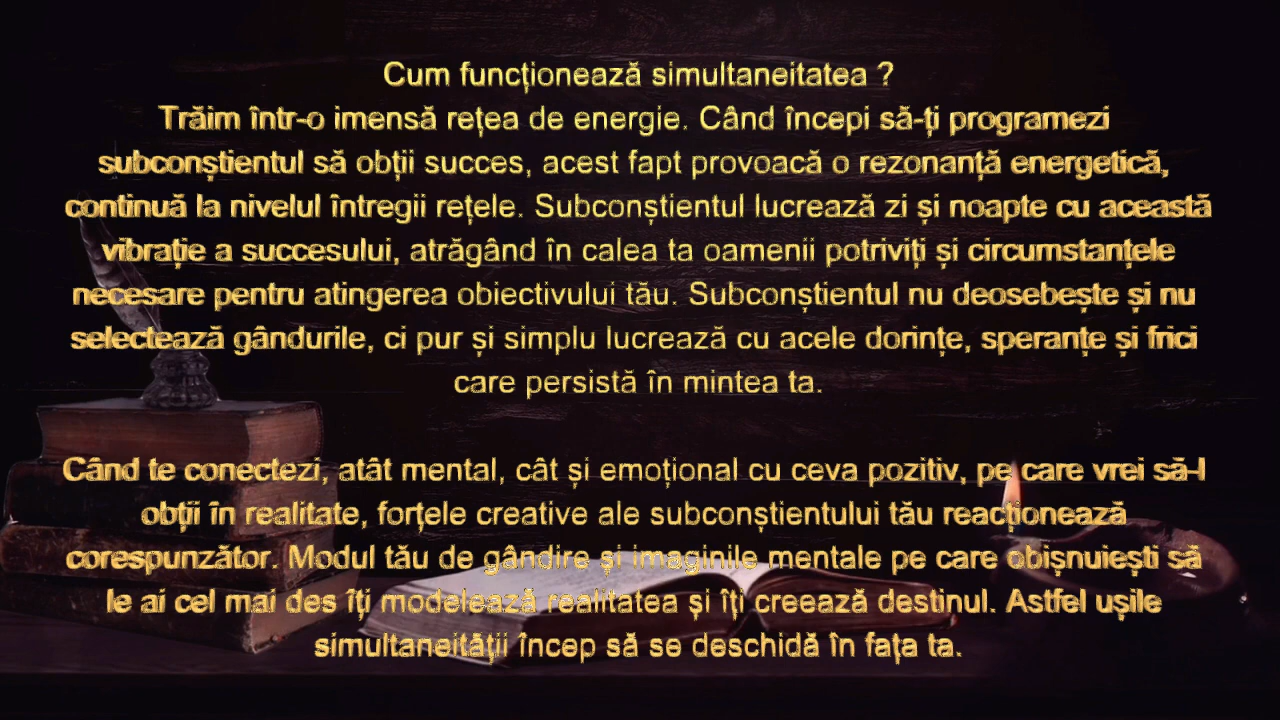 Cum funcționează simultaneitatea ?
Trăim într-o imensă rețea de energie. Când începi să-ți programezi
subconștientul să obții succes, acest fapt provoacă o rezonanță energetică,
continuă la nivelul întregii rețele. Subconștientul lucrează zi și noapte cu această
vibrație a succesului, atrăgând în calea ta oamenii potriviți și circumstanțele
necesare pentru atingerea obiectivului tău. Subconștientul nu deosebește și nu
selectează gândurile, ci pur și simplu lucrează cu acele dorințe, speranțe și frici
care persistă în mintea ta.
Când te conectezi, atât mental, cât și emoțional cu ceva pozitiv, pe care vrei să-l
obții în realitate, forțele creative ale subconștientului tău reacționează
corespunzător. Modul tău de gândire și imaginile mentale pe care obișnuiești să
le ai cel mai des îți modelează realitatea și îți creează destinul. Astfel ușile
simultaneității încep să se deschidă în fața ta.